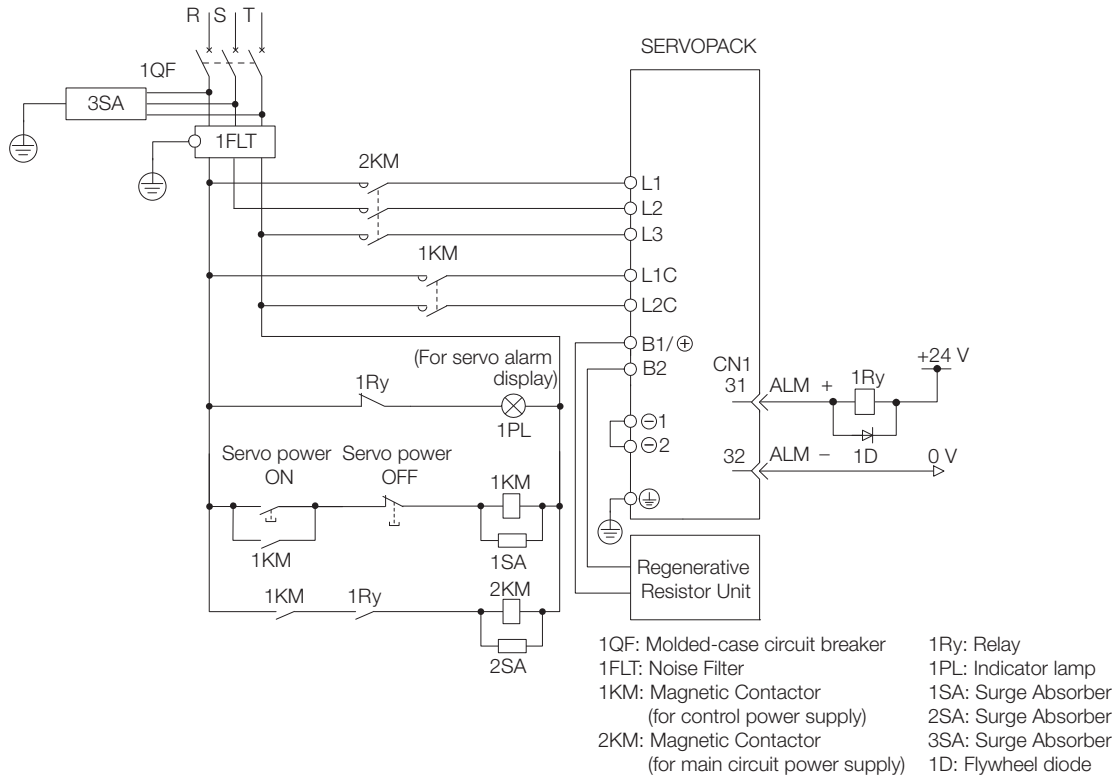 R S T
SERVOPACK
1QF
3SA
1FLT
2KM
L1
L2
L3
1KM
L1C
L2C
B1/⊕
(For servo alarm
display)
B2
CN1
+24 V
1Ry
1PL
31 ALM +
1Ry
⊖1
⊖2
1D
32 ALM −
0 V
Servo power
ON
Servo power
OFF
1KM
1KM
1SA
1KM
1Ry
2KM
2SA
Regenerative
Resistor Unit
1QF: Molded-case circuit breaker
1FLT: Noise Filter
1KM: Magnetic Contactor
(for control power supply)
2KM: Magnetic Contactor
(for main circuit power supply)
1Ry: Relay
1PL: Indicator lamp
1SA: Surge Absorber
2SA: Surge Absorber
3SA: Surge Absorber
1D: Flywheel diode